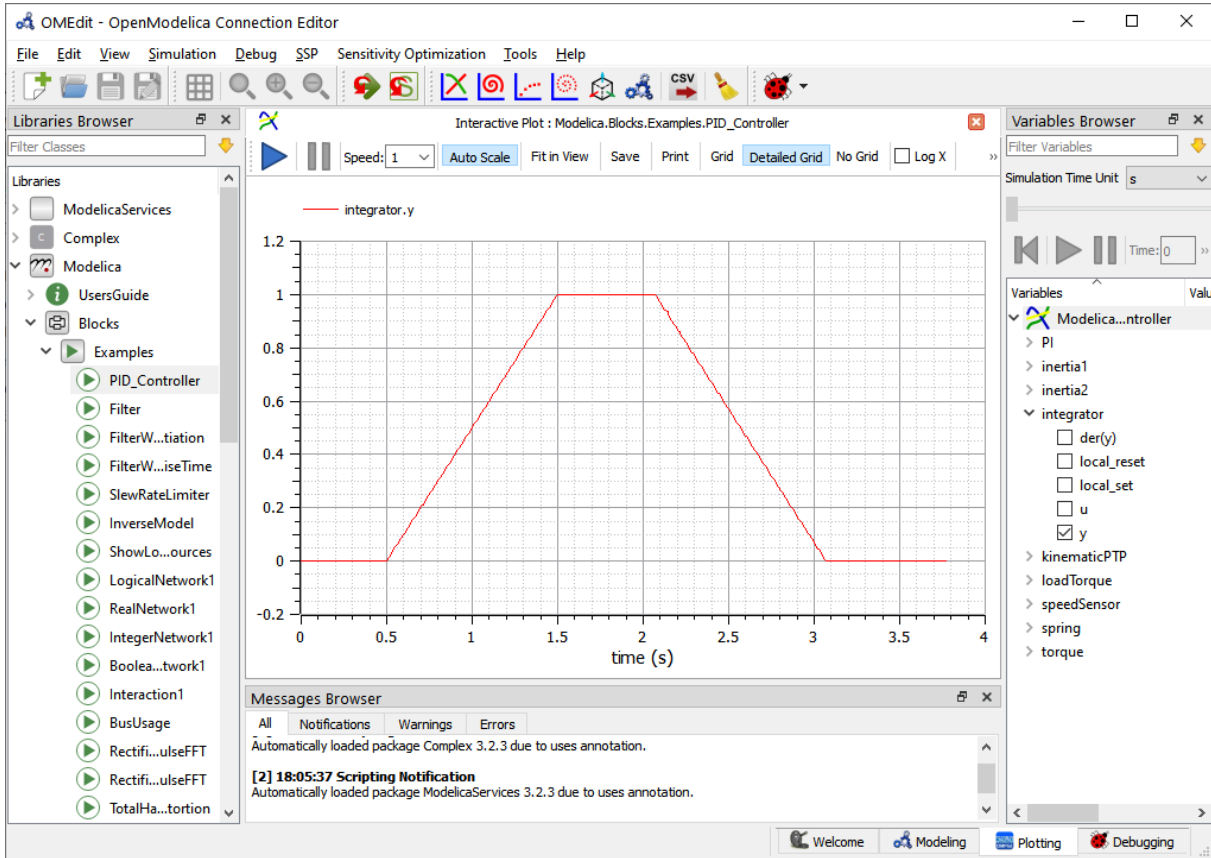 OMEdit - OpenModelica Connection Editor
File Edit View Simulation Debug SSP Sensitivity Optimization Tools Help
CSV
Libraries Browser
Filter Classes
Libraries
ModelicaServices
C Complex
Modelica
UsersGuide
Blocks
Examples
PID_Controller
Filter
FilterW...tiation
FilterW...iseTime
SlewRateLimiter
InverseModel
ShowLo...ources
LogicalNetwork1
RealNetwork1
IntegerNetwork1
Boolea...twork1
Interaction1
BusUsage
Rectifi...ulseFFT
Rectifi...ulseFFT
TotalHa...tortion
Interactive Plot : Modelica.Blocks.Examples.PID_Controller
Speed: 1 Auto Scale Fit in View Save Print Grid Detailed Grid No Grid Log X »
integrator.y
1.2
1
0.8
0.6
0.4
0.2
0
-0.2
0 0.5 1 1.5 2 2.5 3 3.5 4
time (s)
Messages Browser
All Notifications Warnings Errors
Automatically loaded package Complex 3.2.3 due to uses annotation.
[2] 18:05:37 Scripting Notification
Automatically loaded package ModelicaServices 3.2.3 due to uses annotation.
Variables Browser
Filter Variables
Simulation Time Unit s
Time: 0 »
Variables Valu
Modelica...ntroller
PI
inertia1
inertia2
integrator
der(y)
local_reset
local_set
u
y
kinematicPTP
loadTorque
speedSensor
spring
torque
Welcome Modeling Plotting Debugging